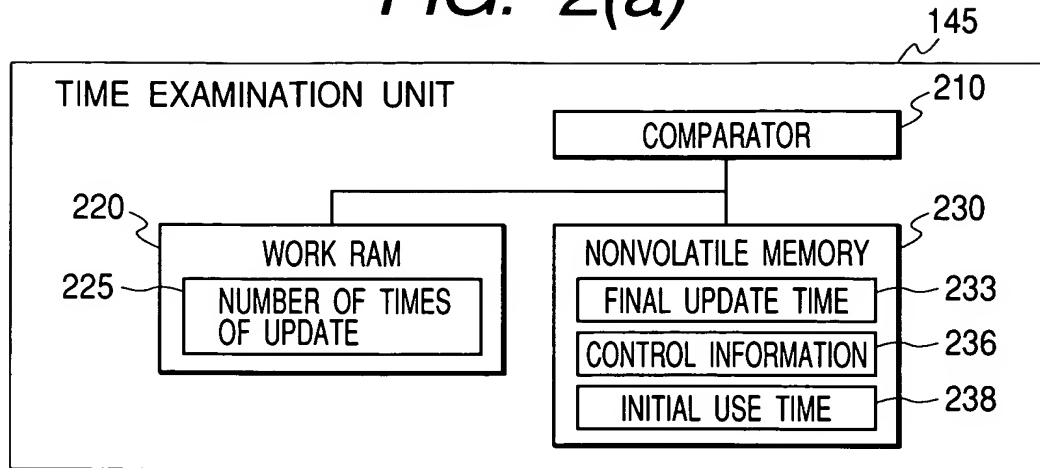 FIG. 2(a)
145
TIME EXAMINATION UNIT
210
COMPARATOR
220
WORK RAM
225
NUMBER OF TIMES
OF UPDATE
230
NONVOLATILE MEMORY
FINAL UPDATE TIME
233
CONTROL INFORMATION
236
INITIAL USE TIME
238